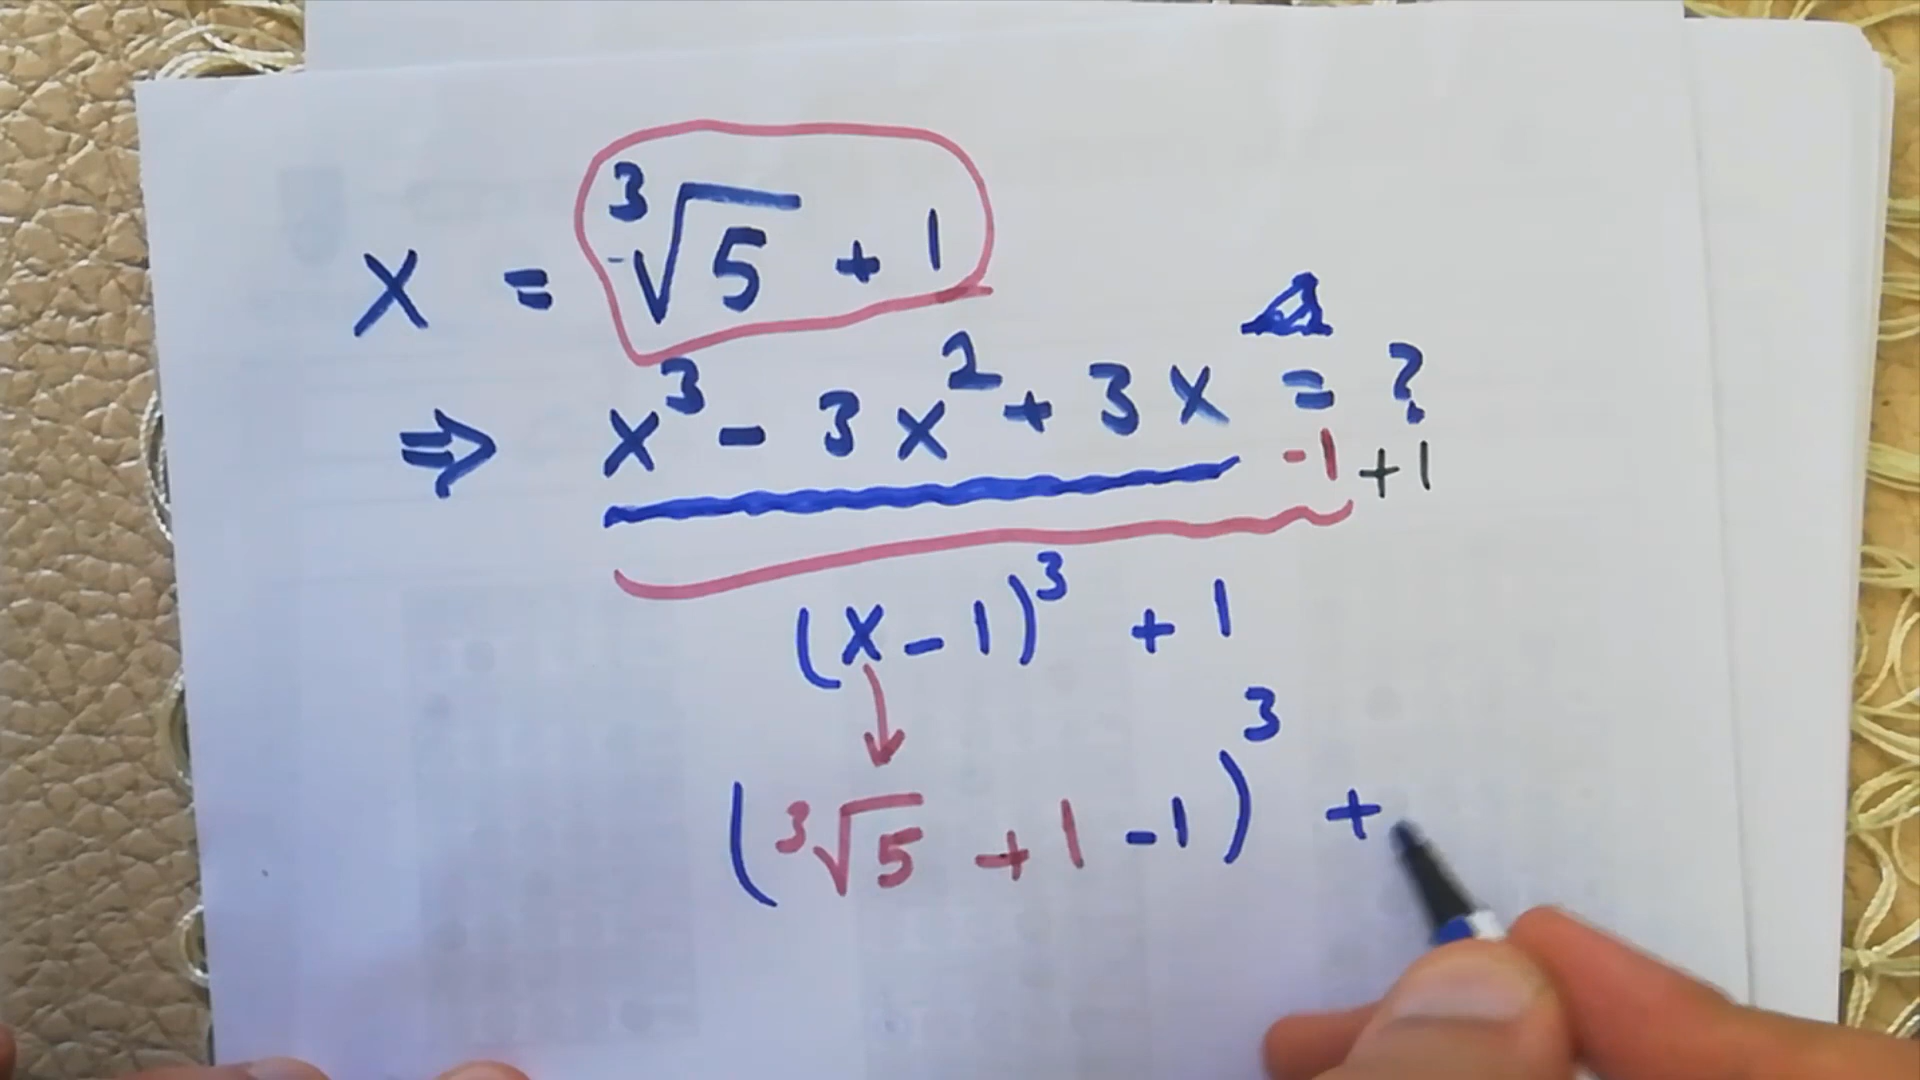 x = ∛5 + 1
⇒ x³ - 3x² + 3x = ?
-1 +1
(x - 1)³ + 1
(∛5 + 1 - 1)³ +